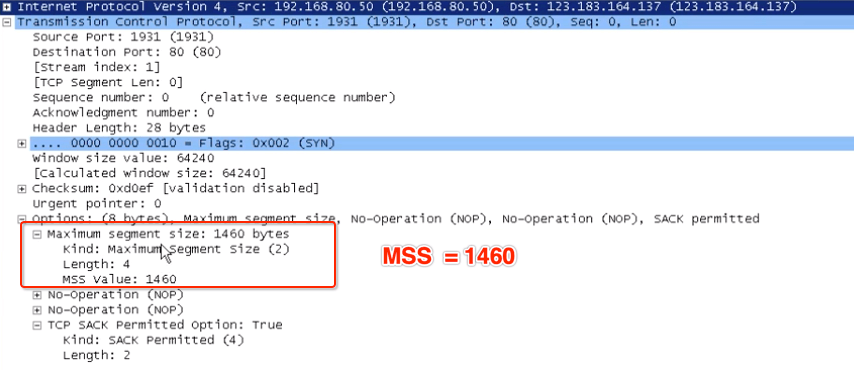 Internet Protocol Version 4, Src: 192.168.80.50 (192.168.80.50), Dst: 123.183.164.137 (123.183.164.137)
Transmission Control Protocol, Src Port: 1931 (1931), Dst Port: 80 (80), Seq: 0, Len: 0
Source Port: 1931 (1931)
Destination Port: 80 (80)
[Stream index: 1]
[TCP Segment Len: 0]
Sequence number: 0    (relative sequence number)
Acknowledgment number: 0
Header Length: 28 bytes
.... 0000 0000 0010 = Flags: 0x002 (SYN)
Window size value: 64240
[Calculated window size: 64240]
Checksum: 0xd0ef [validation disabled]
Urgent pointer: 0
Options: (8 bytes), Maximum segment size, No-Operation (NOP), No-Operation (NOP), SACK permitted
Maximum segment size: 1460 bytes
Kind: Maximum Segment Size (2)
MSS = 1460
Length: 4
MSS Value: 1460
No-Operation (NOP)
No-Operation (NOP)
TCP SACK Permitted Option: True
Kind: SACK Permitted (4)
Length: 2